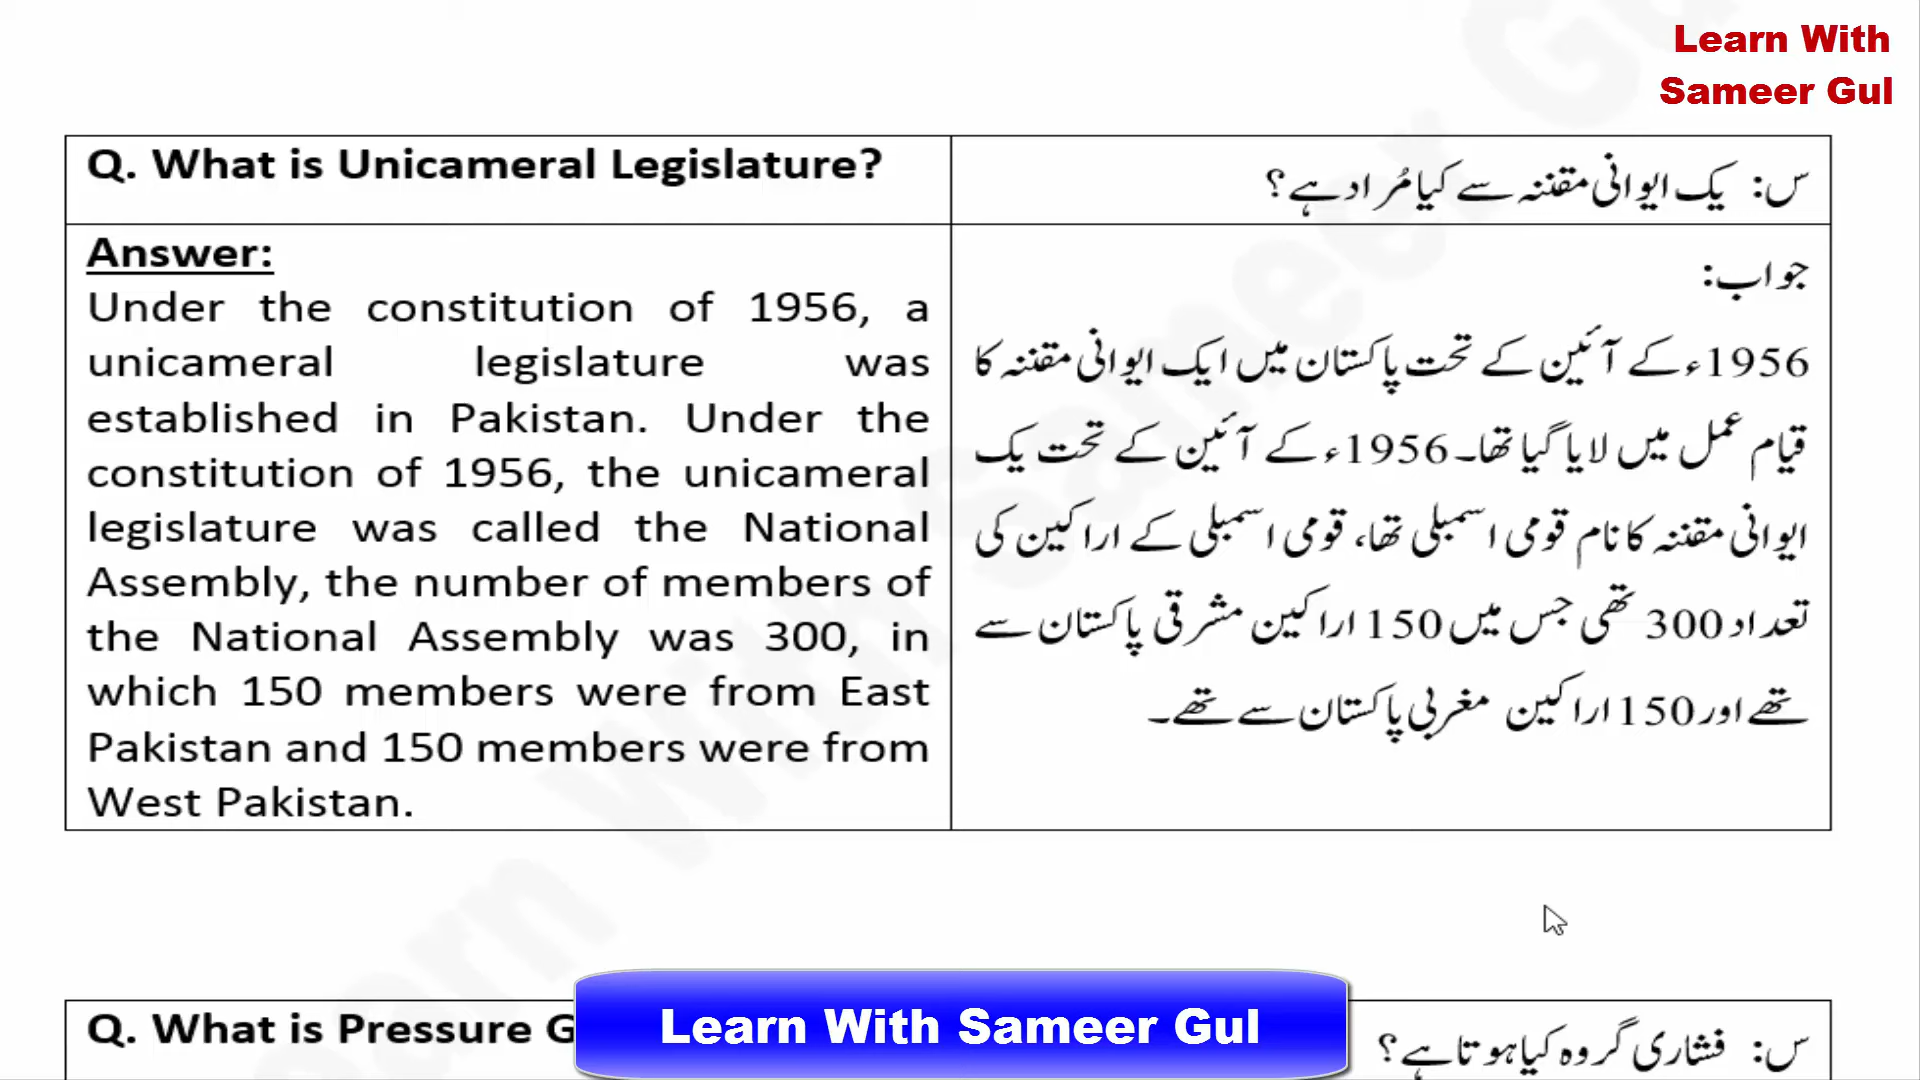 Learn With
Sameer Gul
Q. What is Unicameral Legislature?
س: یک ایوانی مقننہ سے کیا مُراد ہے؟
Answer:
Under the constitution of 1956, a
unicameral legislature was
established in Pakistan. Under the
constitution of 1956, the unicameral
legislature was called the National
Assembly, the number of members of
the National Assembly was 300, in
which 150 members were from East
Pakistan and 150 members were from
West Pakistan.
جواب:
1956ء کے آئین کے تحت پاکستان میں ایک ایوانی مقننہ کا
قیام عمل میں لایا گیا تھا۔ 1956ء کے آئین کے تحت یک
ایوانی مقننہ کا نام قومی اسمبلی تھا، قومی اسمبلی کے اراکین کی
تعداد 300 تھی جس میں 150 اراکین مشرقی پاکستان سے
تھے اور 150 اراکین مغربی پاکستان سے تھے۔
Q. What is Pressure G
س: فشاری گروہ کیا ہوتا ہے؟
Learn With Sameer Gul